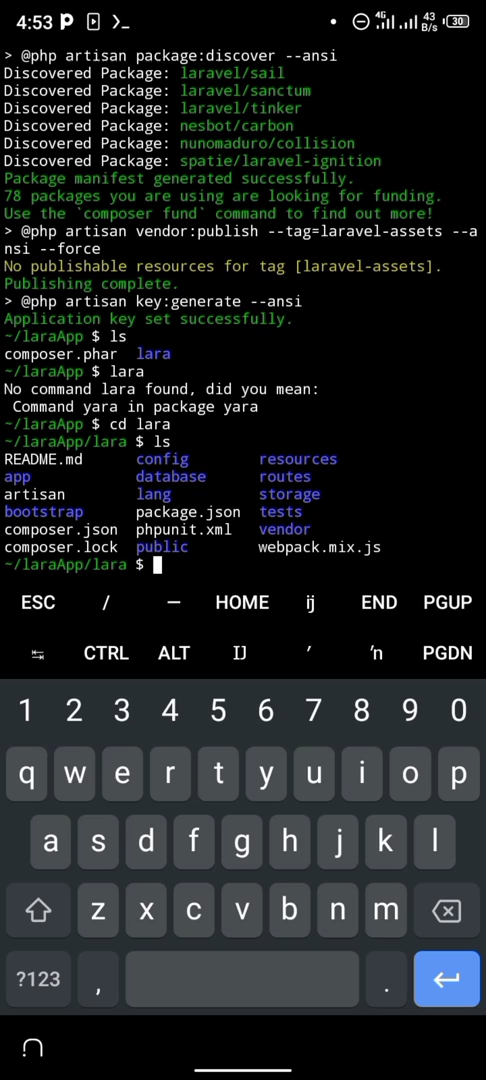 4:53
4G
43
B/s
30
> @php artisan package:discover --ansi
Discovered Package: laravel/sail
Discovered Package: laravel/sanctum
Discovered Package: laravel/tinker
Discovered Package: nesbot/carbon
Discovered Package: nunomaduro/collision
Discovered Package: spatie/laravel-ignition
Package manifest generated successfully.
78 packages you are using are looking for funding.
Use the `composer fund` command to find out more!
> @php artisan vendor:publish --tag=laravel-assets --a
nsi --force
No publishable resources for tag [laravel-assets].
Publishing complete.
> @php artisan key:generate --ansi
Application key set successfully.
~/laraApp $ ls
composer.phar lara
~/laraApp $ lara
No command lara found, did you mean:
Command yara in package yara
~/laraApp $ cd lara
~/laraApp/lara $ ls
README.md config resources
app database routes
artisan lang storage
bootstrap package.json tests
composer.json phpunit.xml vendor
composer.lock public webpack.mix.js
~/laraApp/lara $
ESC / — HOME ĳ END PGUP
↹ CTRL ALT Ĳ ′ ŉ PGDN
1 2 3 4 5 6 7 8 9 0
q w e r t y u i o p
a s d f g h j k l
z x c v b n m
?123 , .